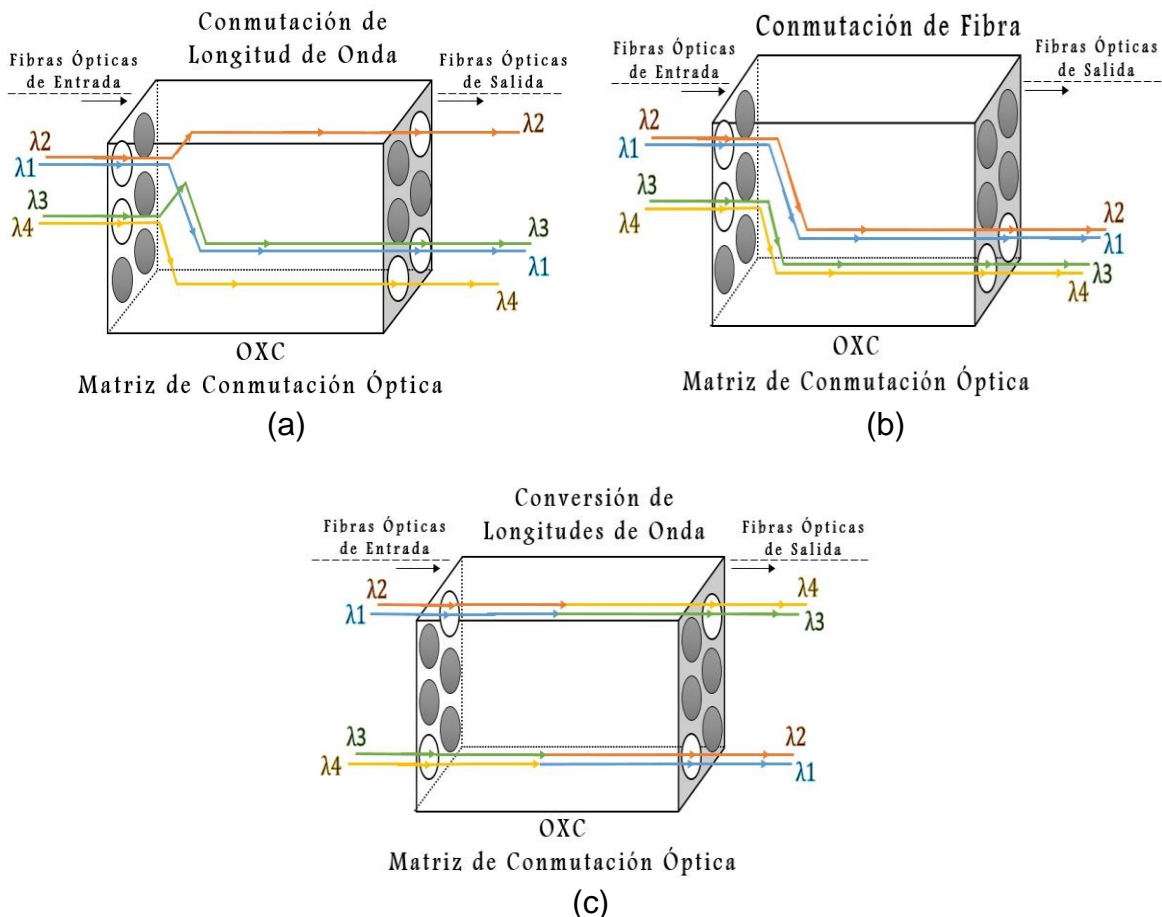 Conmutación de
Longitud de Onda
Fibras Ópticas
de Entrada
Fibras Ópticas
de Salida
λ2
λ1
λ3
λ4
λ2
λ3
λ1
λ4
OXC
Matriz de Conmutación Óptica
(a)
Conmutación de Fibra
Fibras Ópticas
de Entrada
Fibras Ópticas
de Salida
λ2
λ1
λ3
λ4
λ2
λ1
λ3
λ4
OXC
Matriz de Conmutación Óptica
(b)
Conversión de
Longitudes de Onda
Fibras Ópticas
de Entrada
Fibras Ópticas
de Salida
λ2
λ1
λ3
λ4
λ4
λ3
λ2
λ1
OXC
Matriz de Conmutación Óptica
(c)